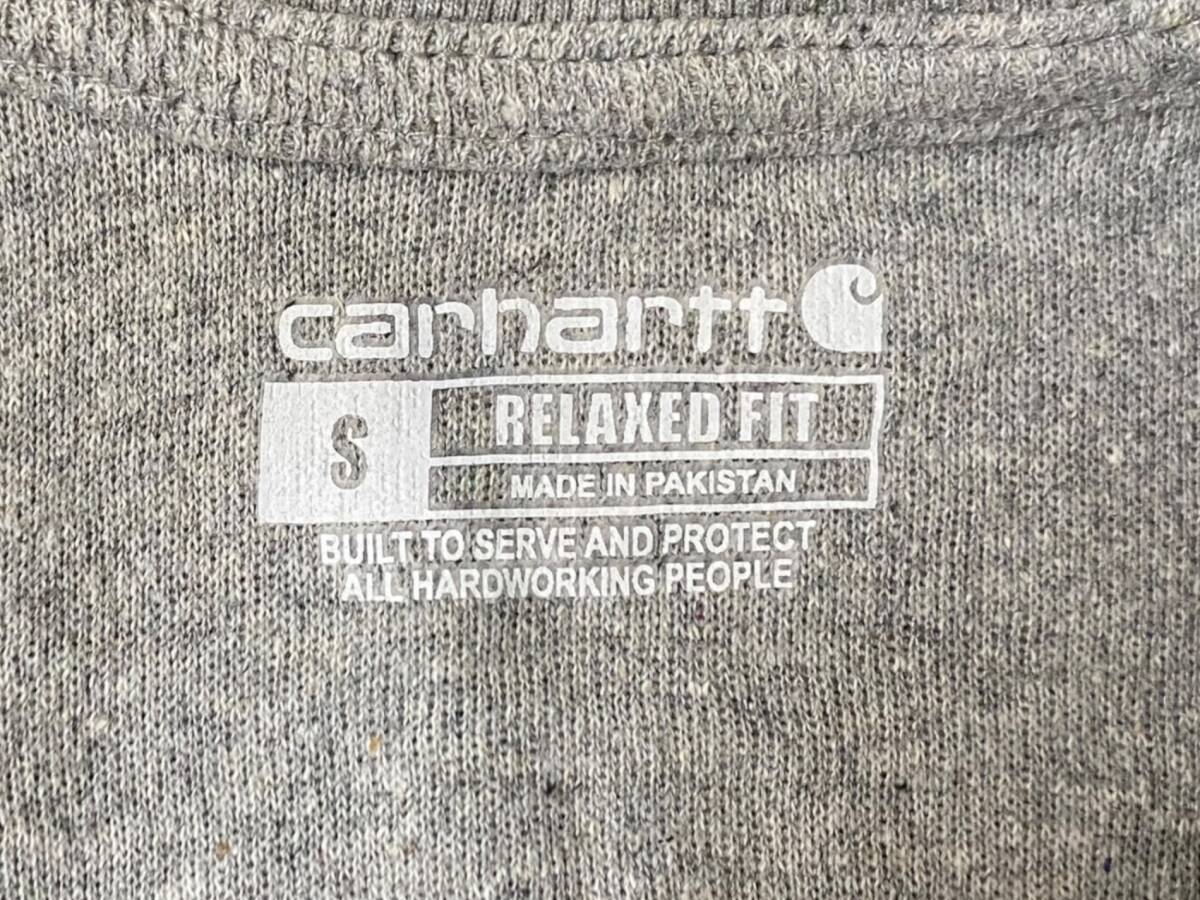 carhartt
S
RELAXED FIT
MADE IN PAKISTAN
BUILT TO SERVE AND PROTECT
ALL HARDWORKING PEOPLE